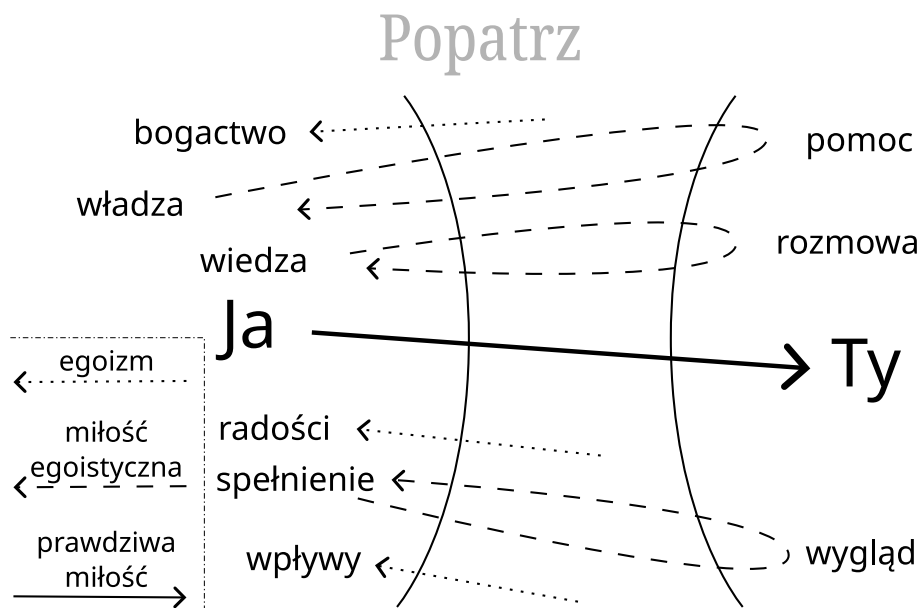 Popatrz
bogactwo
pomoc
władza
rozmowa
wiedza
Ja
Ty
egoizm
radości
miłość
egoistyczna
spełnienie
prawdziwa
miłość
wpływy
wygląd